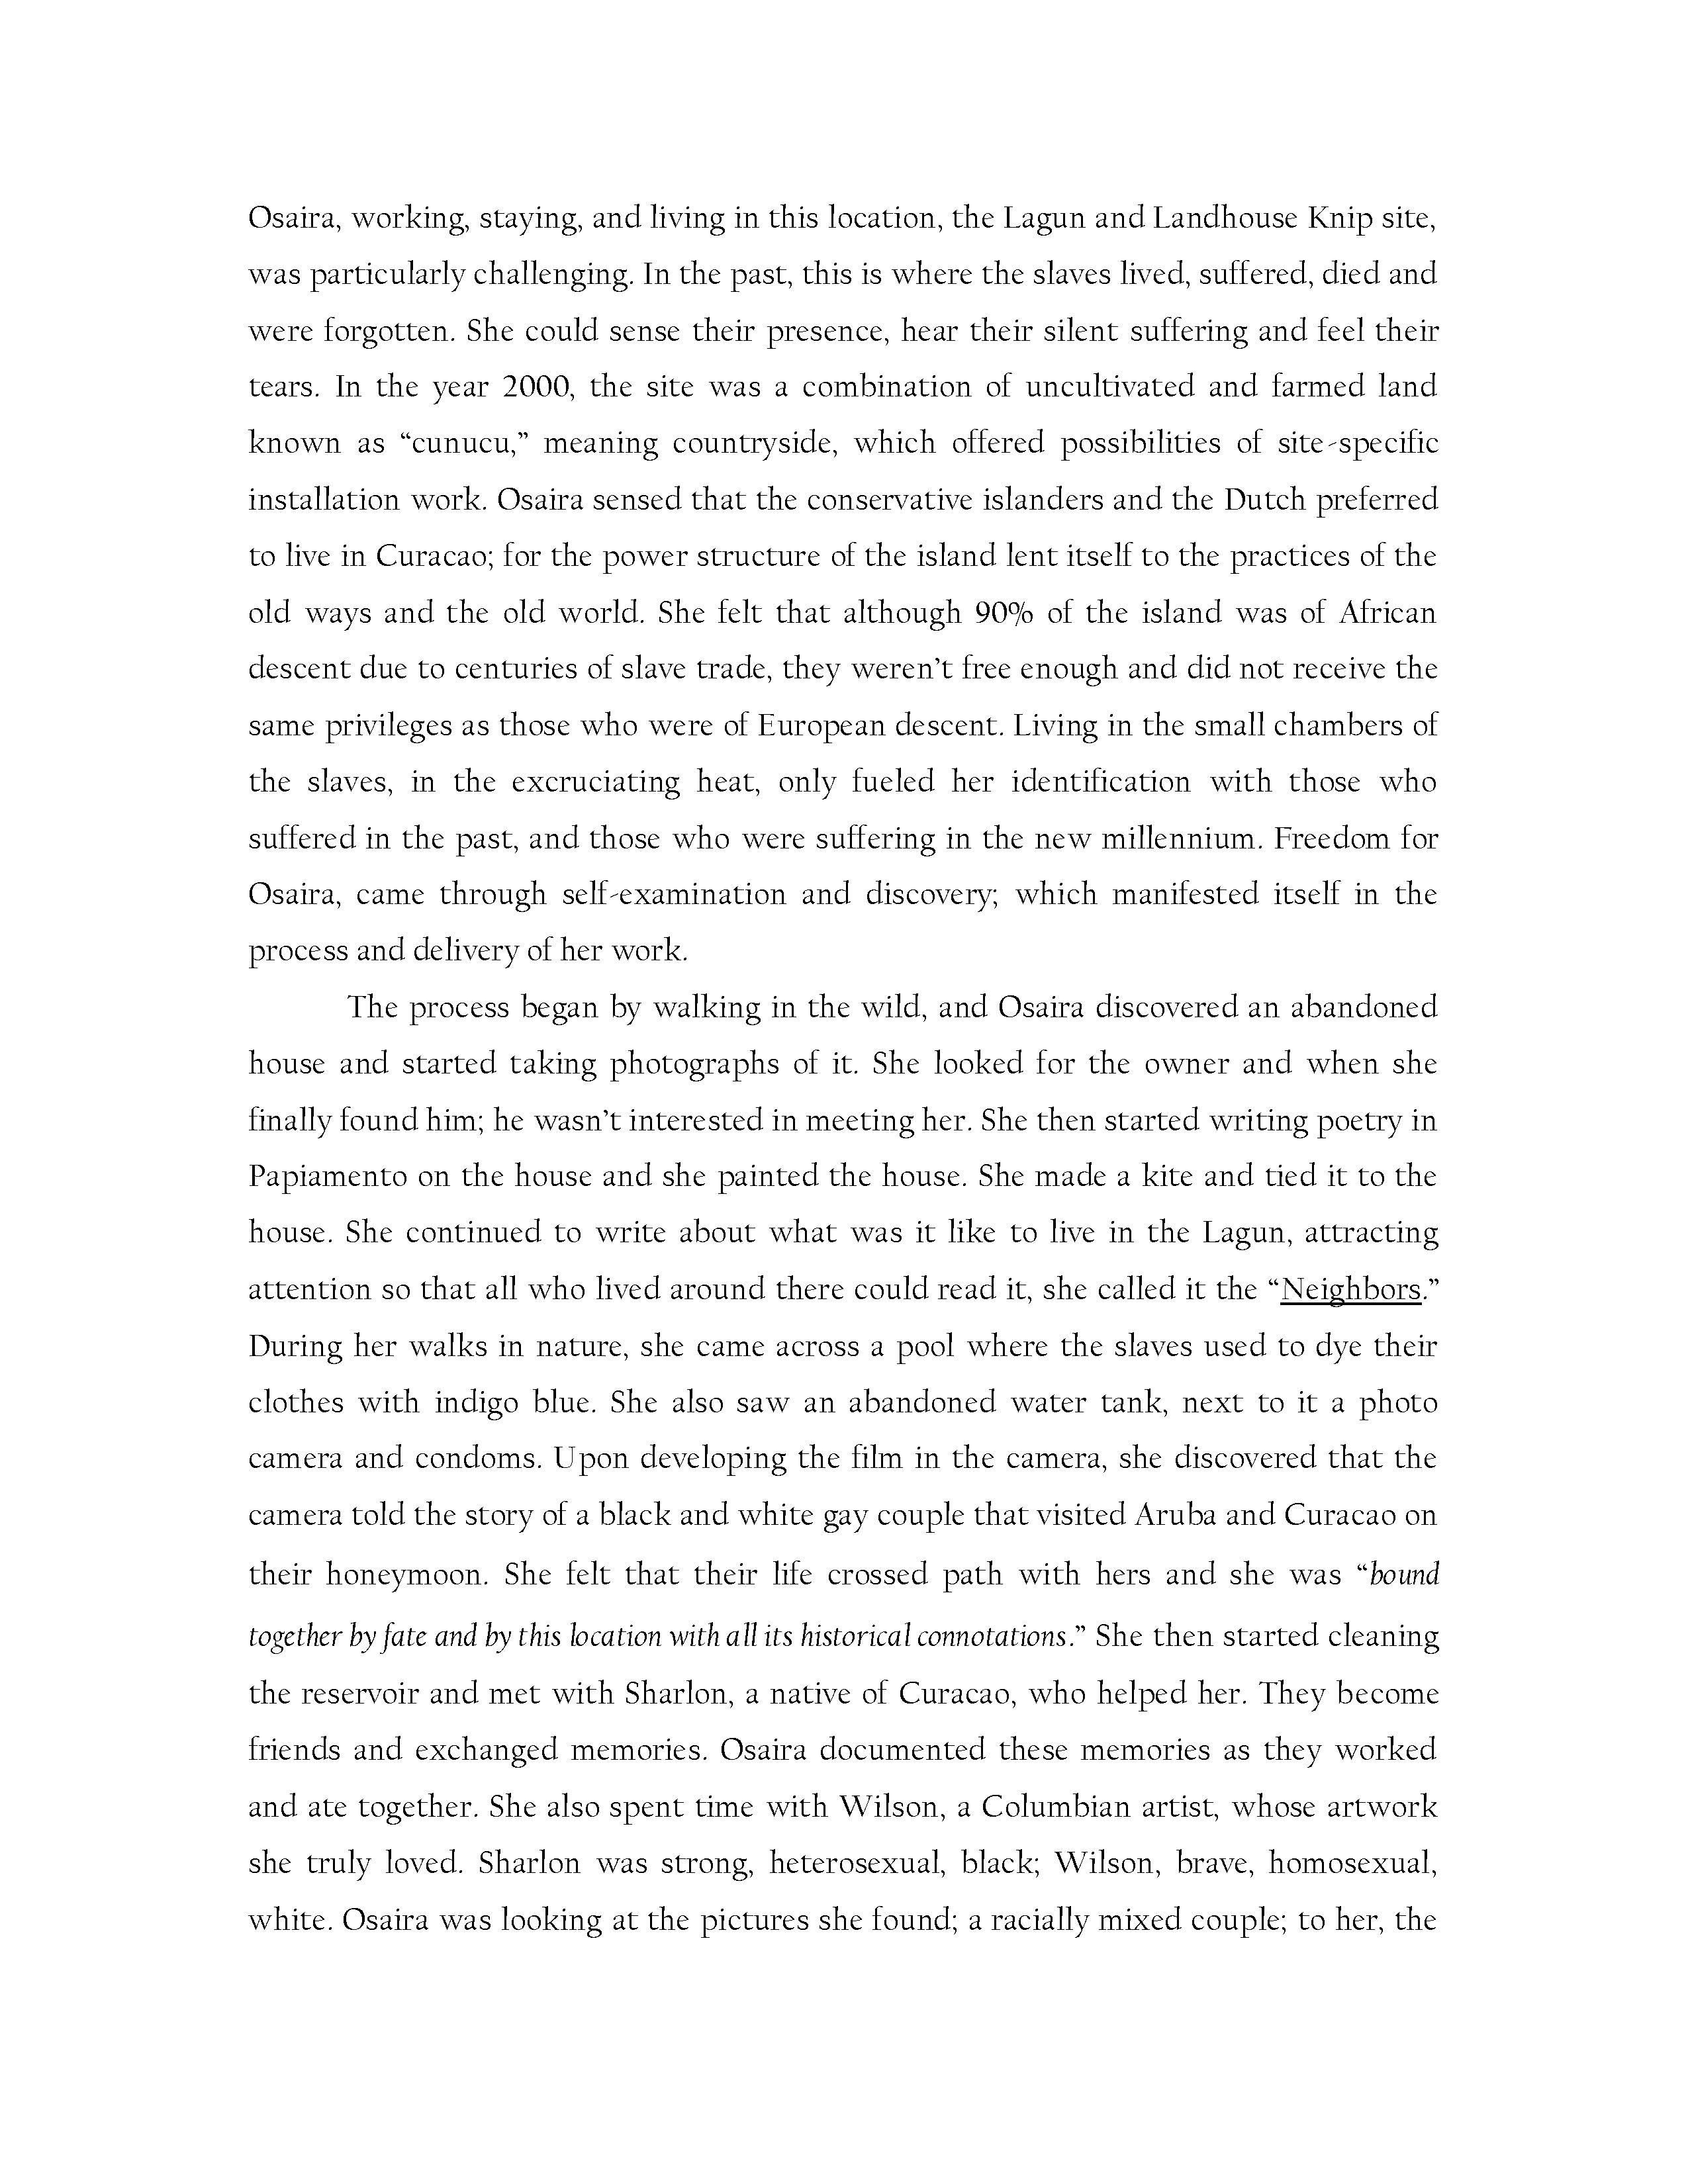 Osaira, working, staying, and living in this location, the Lagun and Landhouse Knip site,
was particularly challenging. In the past, this is where the slaves lived, suffered, died and
were forgotten. She could sense their presence, hear their silent suffering and feel their
tears. In the year 2000, the site was a combination of uncultivated and farmed land
known as “cunucu,” meaning countryside, which offered possibilities of site-specific
installation work. Osaira sensed that the conservative islanders and the Dutch preferred
to live in Curacao; for the power structure of the island lent itself to the practices of the
old ways and the old world. She felt that although 90% of the island was of African
descent due to centuries of slave trade, they weren’t free enough and did not receive the
same privileges as those who were of European descent. Living in the small chambers of
the slaves, in the excruciating heat, only fueled her identification with those who
suffered in the past, and those who were suffering in the new millennium. Freedom for
Osaira, came through self-examination and discovery; which manifested itself in the
process and delivery of her work.
The process began by walking in the wild, and Osaira discovered an abandoned
house and started taking photographs of it. She looked for the owner and when she
finally found him; he wasn’t interested in meeting her. She then started writing poetry in
Papiamento on the house and she painted the house. She made a kite and tied it to the
house. She continued to write about what was it like to live in the Lagun, attracting
attention so that all who lived around there could read it, she called it the “Neighbors.”
During her walks in nature, she came across a pool where the slaves used to dye their
clothes with indigo blue. She also saw an abandoned water tank, next to it a photo
camera and condoms. Upon developing the film in the camera, she discovered that the
camera told the story of a black and white gay couple that visited Aruba and Curacao on
their honeymoon. She felt that their life crossed path with hers and she was “bound
together by fate and by this location with all its historical connotations.” She then started cleaning
the reservoir and met with Sharlon, a native of Curacao, who helped her. They become
friends and exchanged memories. Osaira documented these memories as they worked
and ate together. She also spent time with Wilson, a Columbian artist, whose artwork
she truly loved. Sharlon was strong, heterosexual, black; Wilson, brave, homosexual,
white. Osaira was looking at the pictures she found; a racially mixed couple; to her, the